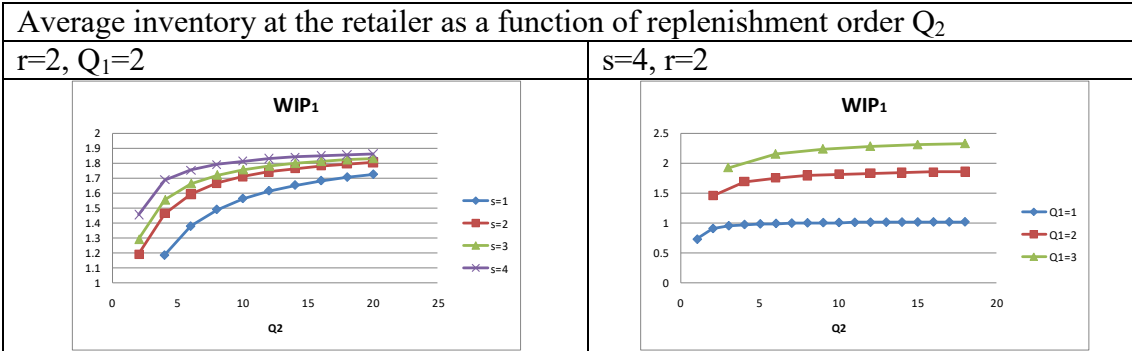 Average inventory at the retailer as a function of replenishment order Q₂
r=2, Q₁=2
s=4, r=2
WIP₁
2
1.9
1.8
1.7
1.6
1.5
1.4
1.3
1.2
1.1
1
0 5 10 15 20 25
Q2
s=1
s=2
s=3
s=4
WIP₁
2.5
2
1.5
1
0.5
0
0 5 10 15 20
Q2
Q1=1
Q1=2
Q1=3